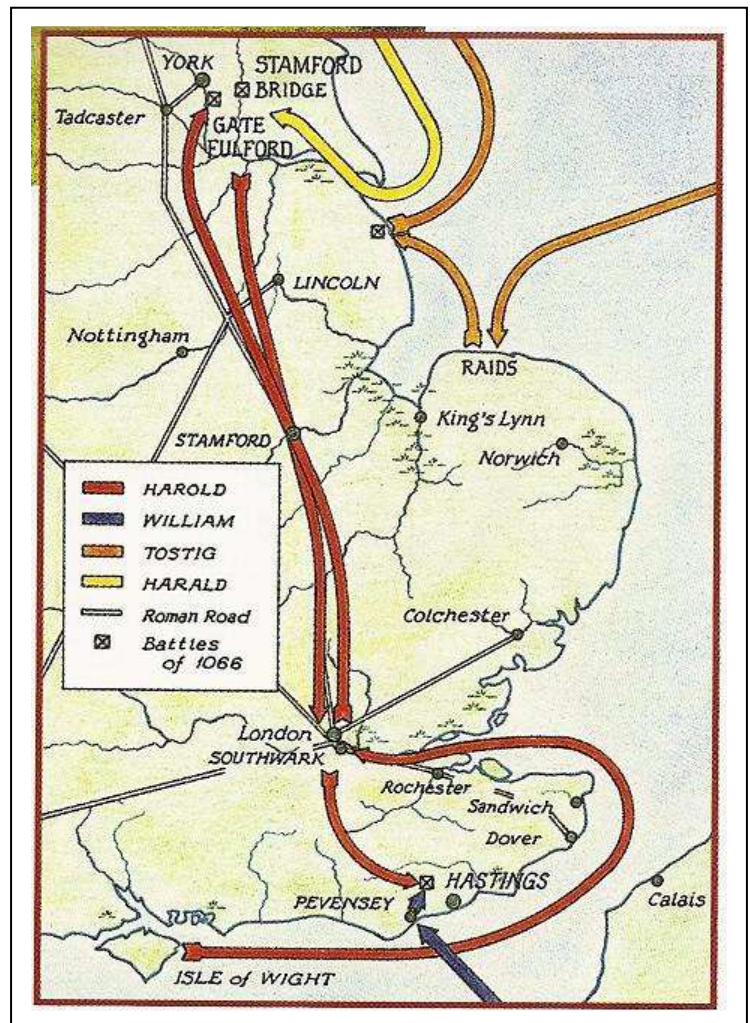 YORK
STAMFORD
BRIDGE
Tadcaster
GATE
FULFORD
LINCOLN
Nottingham
RAIDS
King's Lynn
STAMFORD
Norwich
HAROLD
WILLIAM
TOSTIG
HARALD
Roman Road
Battles
of 1066
Colchester
London
SOUTHWARK
Rochester
Sandwich
Dover
HASTINGS
PEVENSEY
Calais
ISLE of WIGHT